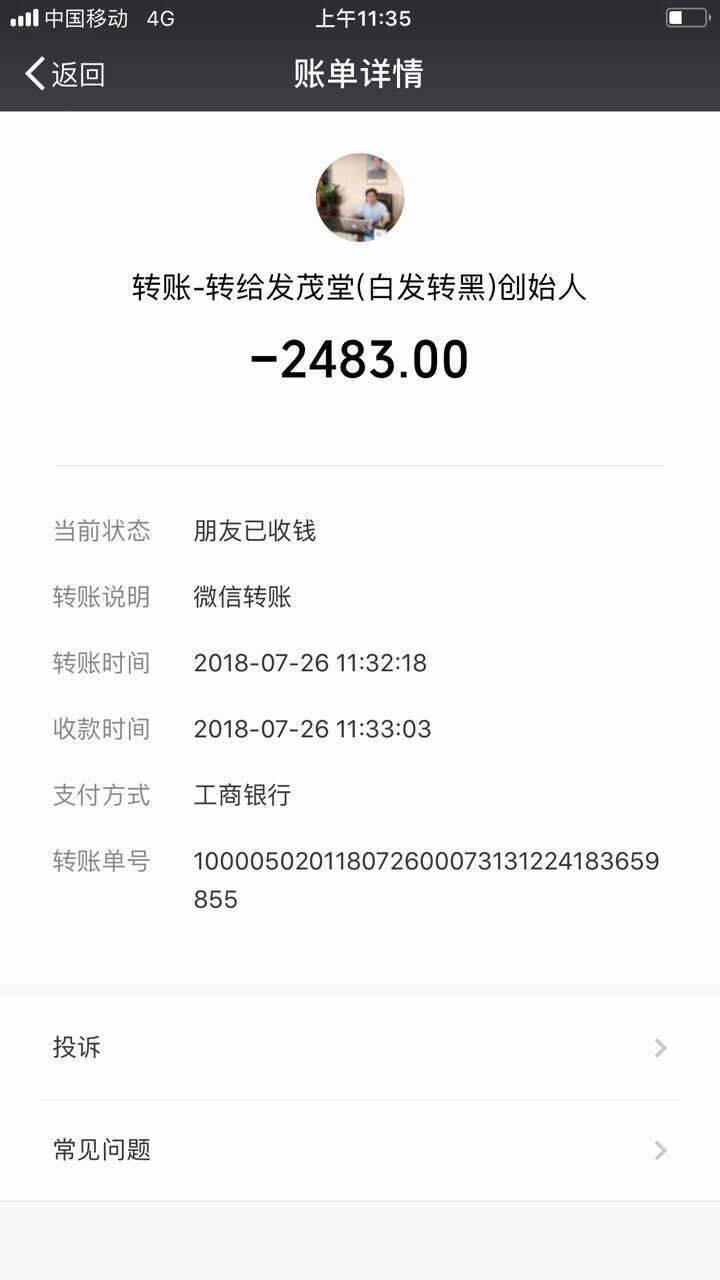 中国移动 4G 上午11:35
返回 账单详情
转账-转给发茂堂(白发转黑)创始人
-2483.00
当前状态 朋友已收钱
转账说明 微信转账
转账时间 2018-07-26 11:32:18
收款时间 2018-07-26 11:33:03
支付方式 工商银行
转账单号 1000050201180726000731312241836​59
855
投诉
常见问题